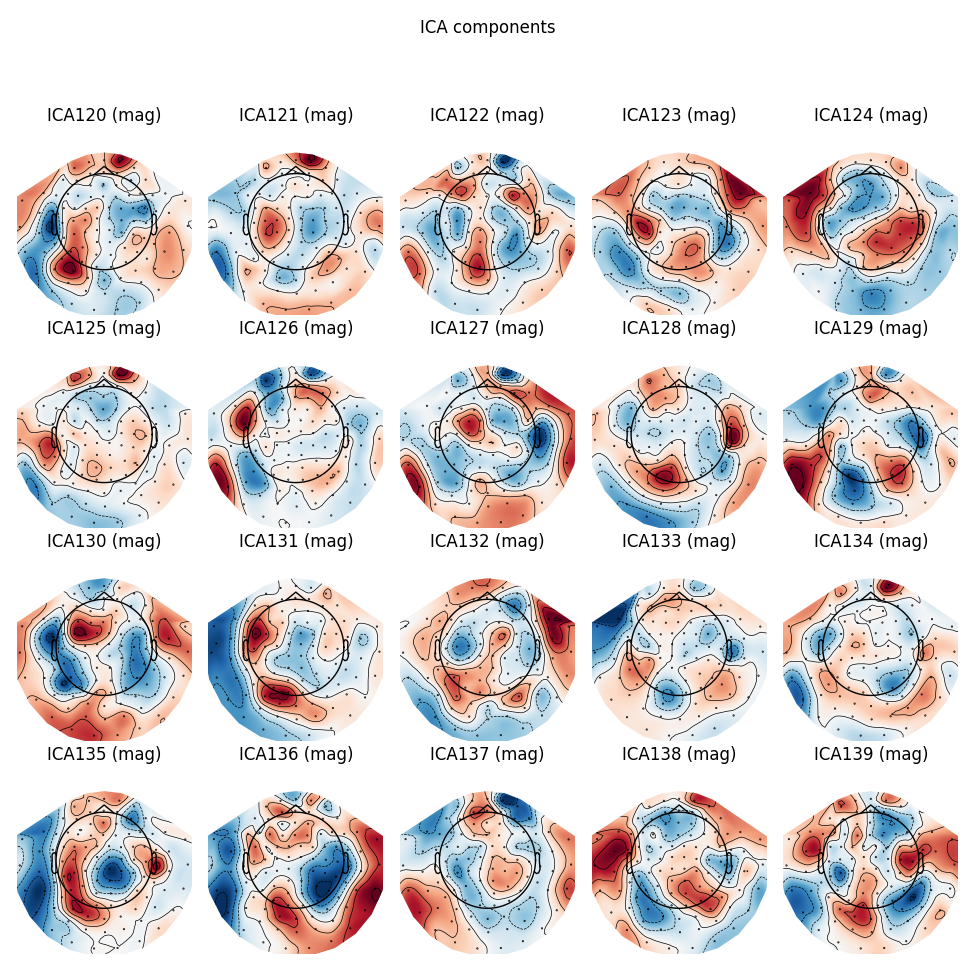 ICA components
ICA120 (mag) ICA121 (mag) ICA122 (mag) ICA123 (mag) ICA124 (mag)
ICA125 (mag) ICA126 (mag) ICA127 (mag) ICA128 (mag) ICA129 (mag)
ICA130 (mag) ICA131 (mag) ICA132 (mag) ICA133 (mag) ICA134 (mag)
ICA135 (mag) ICA136 (mag) ICA137 (mag) ICA138 (mag) ICA139 (mag)